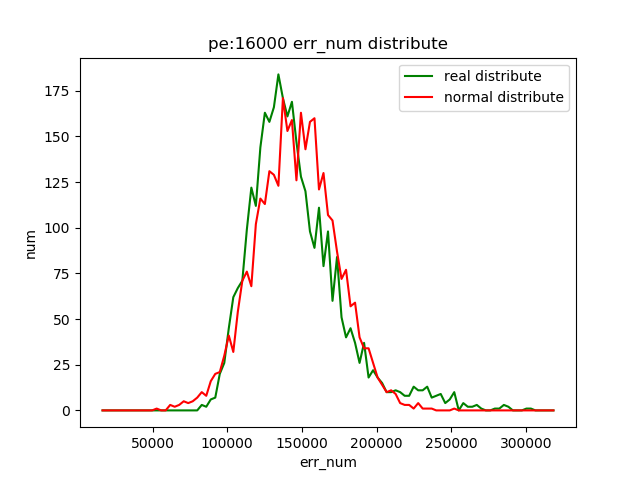 pe:16000 err_num distribute
real distribute
normal distribute
num
175
150
125
100
75
50
25
0
50000 100000 150000 200000 250000 300000
err_num